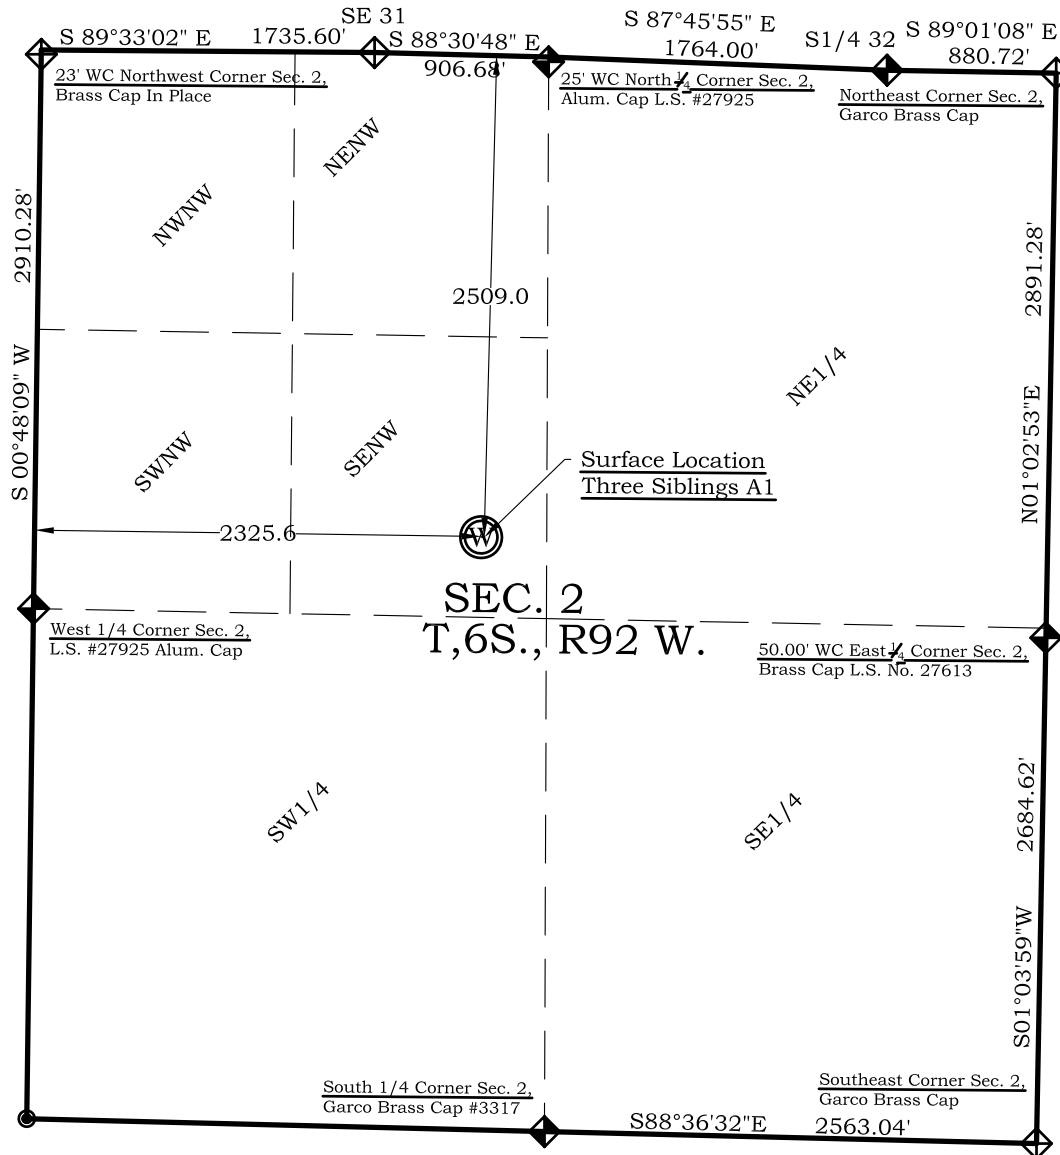 SE 31
S 89°33'02" E
1735.60'
S 88°30'48" E
906.68'
S 87°45'55" E
1764.00'
S1/4 32
S 89°01'08" E
880.72'
23' WC Northwest Corner Sec. 2,
Brass Cap In Place
25' WC North 1/4 Corner Sec. 2,
Alum. Cap L.S. #27925
Northeast Corner Sec. 2,
Garco Brass Cap
NENW
NWNW
2910.28'
2891.28'
2509.0
S 00°48'09" W
N01°02'53"E
NE1/4
SWNW
SENW
Surface Location
Three Siblings A1
2325.6
W
SEC. 2
T,6S., R92 W.
West 1/4 Corner Sec. 2,
L.S. #27925 Alum. Cap
50.00' WC East 1/4 Corner Sec. 2,
Brass Cap L.S. No. 27613
SW1/4
SE1/4
2684.62'
S01°03'59"W
South 1/4 Corner Sec. 2,
Garco Brass Cap #3317
Southeast Corner Sec. 2,
Garco Brass Cap
S88°36'32"E
2563.04'